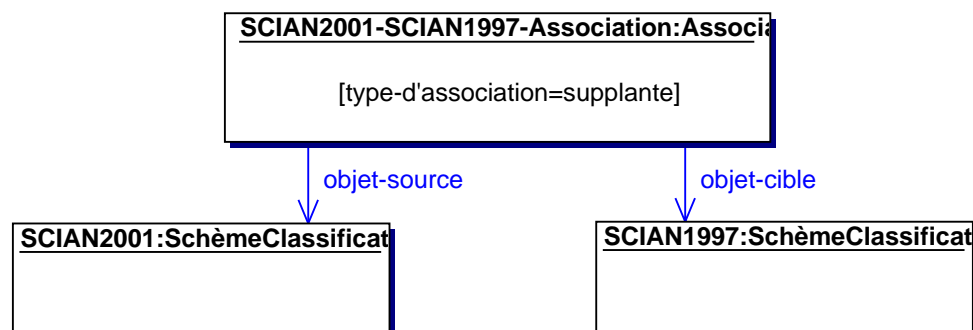 SCIAN2001-SCIAN1997-Association:Associa
[type-d'association=supplante]
objet-source
objet-cible
SCIAN2001:SchèmeClassificat
SCIAN1997:SchèmeClassificat